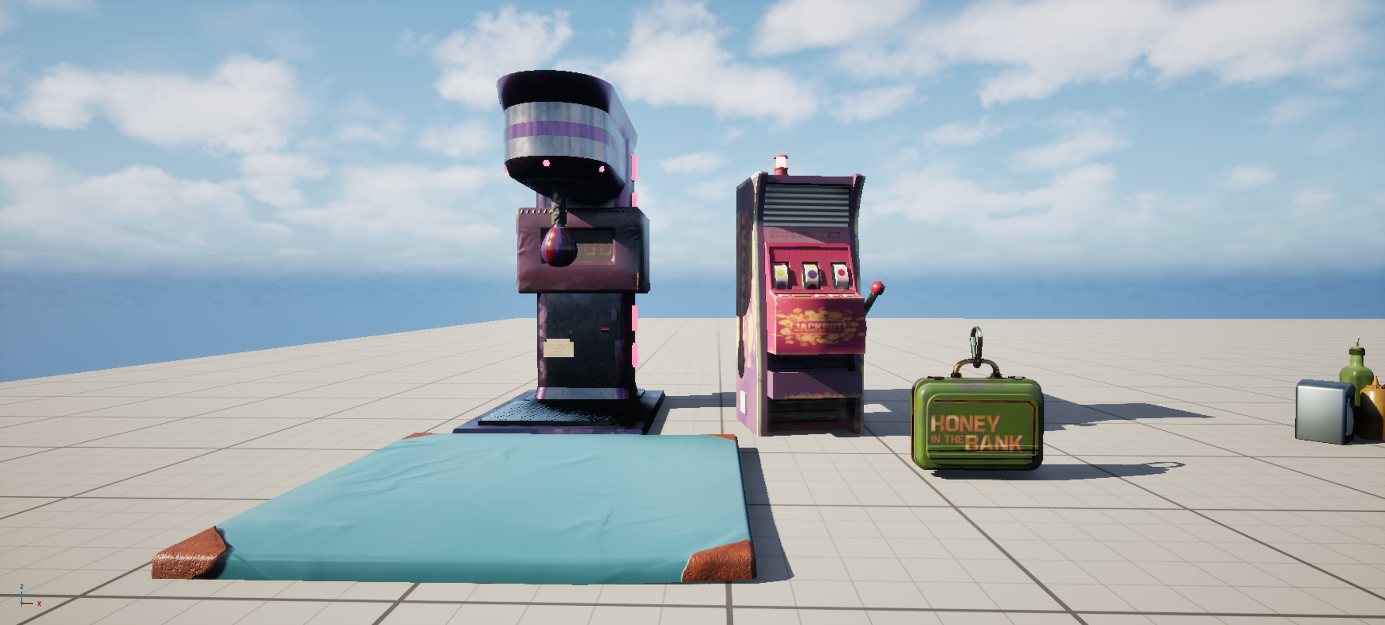 JACKPOT
HONEY
IN THE BANK
z
x